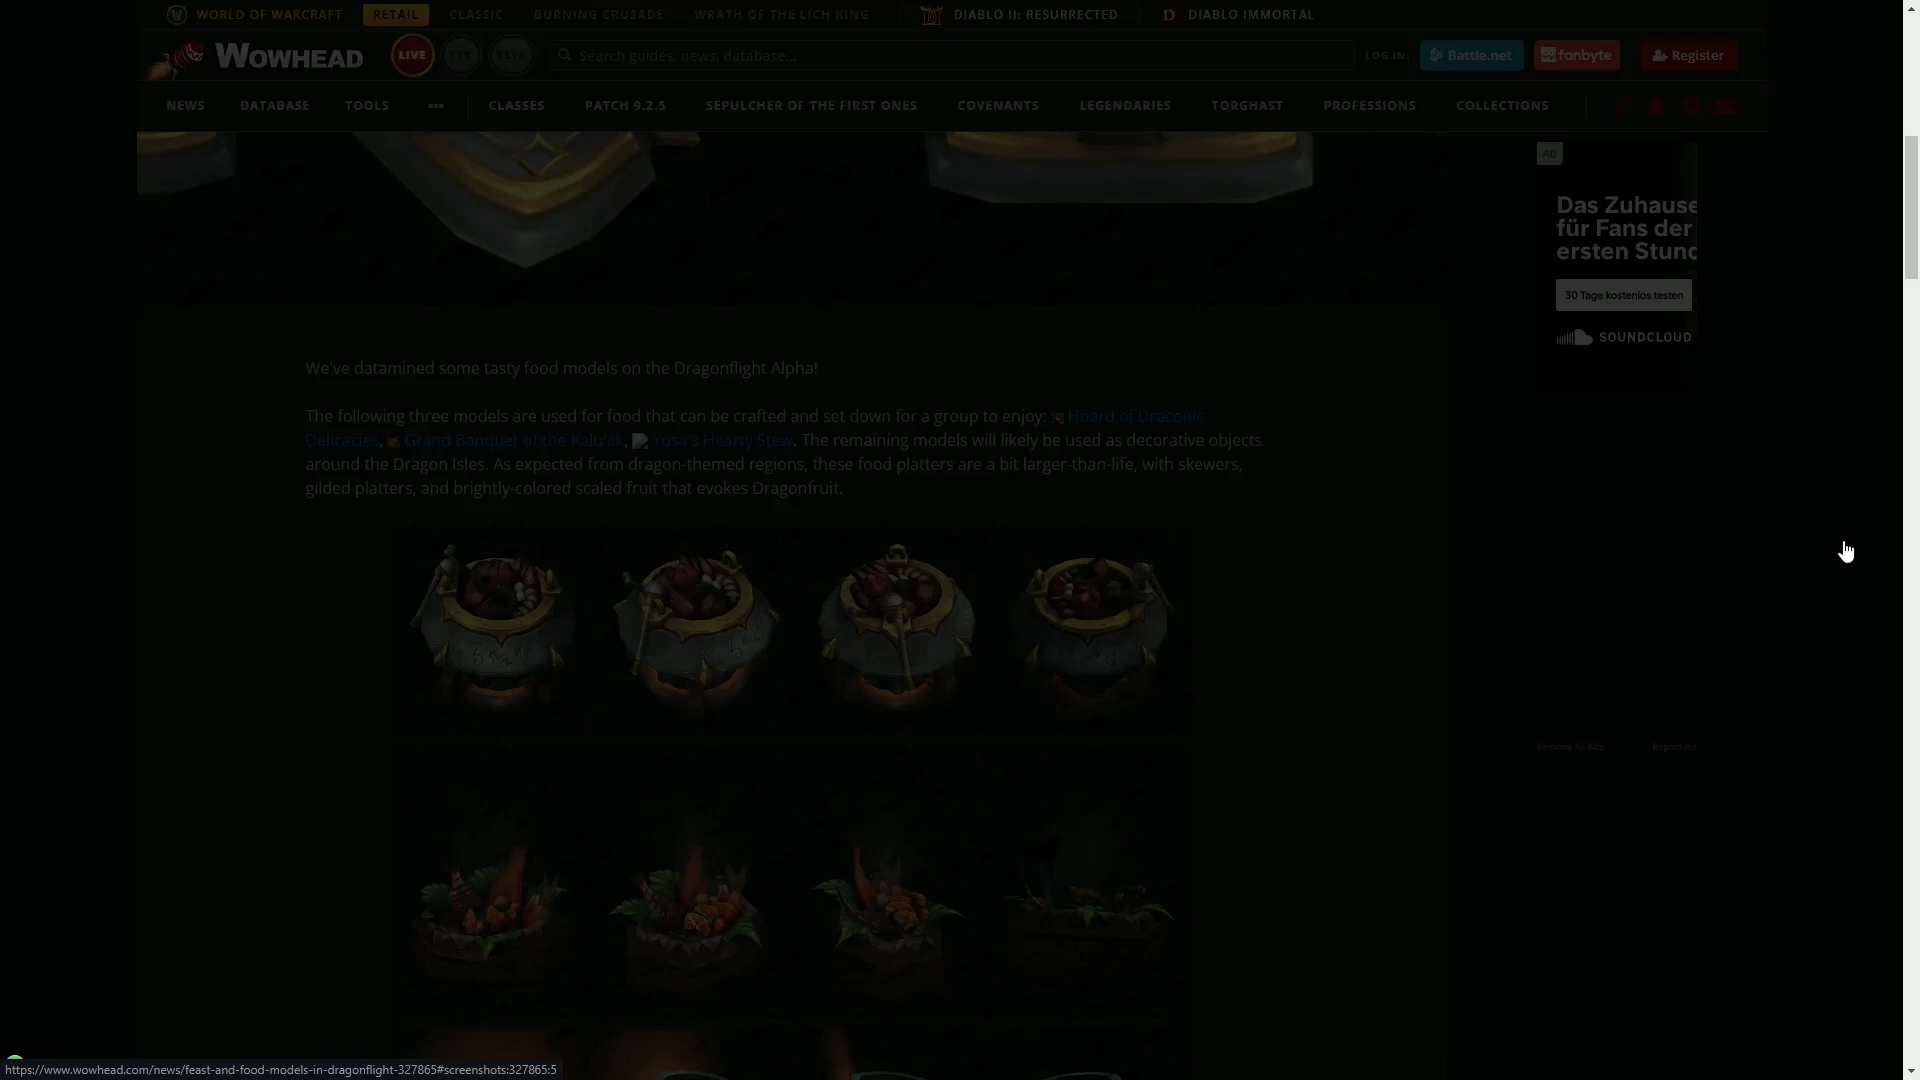 WORLD OF WARCRAFT RETAIL CLASSIC BURNING CRUSADE WRATH OF THE LICH KING DIABLO II: RESURRECTED D DIABLO IMMORTAL
WOWHEAD LIVE PTR BETA Search guides, news, database... LOG IN: Battle.net fanbyte Register
NEWS DATABASE TOOLS ••• CLASSES PATCH 9.2.5 SEPULCHER OF THE FIRST ONES COVENANTS LEGENDARIES TORGHAST PROFESSIONS COLLECTIONS
AD
Das Zuhause
für Fans der
ersten Stund
30 Tage kostenlos testen
SOUNDCLOUD
We've datamined some tasty food models on the Dragonflight Alpha!
The following three models are used for food that can be crafted and set down for a group to enjoy: Hoard of Draconic
Delicacies, Grand Banquet of the Kalu'ak, Yusa's Hearty Stew. The remaining models will likely be used as decorative objects
around the Dragon Isles. As expected from dragon-themed regions, these food platters are a bit larger-than-life, with skewers,
gilded platters, and brightly-colored scaled fruit that evokes Dragonfruit.
Remove All Ads Report Ad
https://www.wowhead.com/news/feast-and-food-models-in-dragonflight-327865#screenshots:327865:5